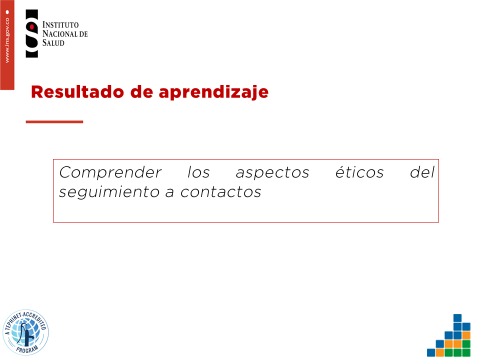 www.ins.gov.co
INSTITUTO
NACIONAL DE
SALUD
Resultado de aprendizaje
Comprender los aspectos éticos del
seguimiento a contactos
A TEPHINET ACCREDITED
PROGRAM